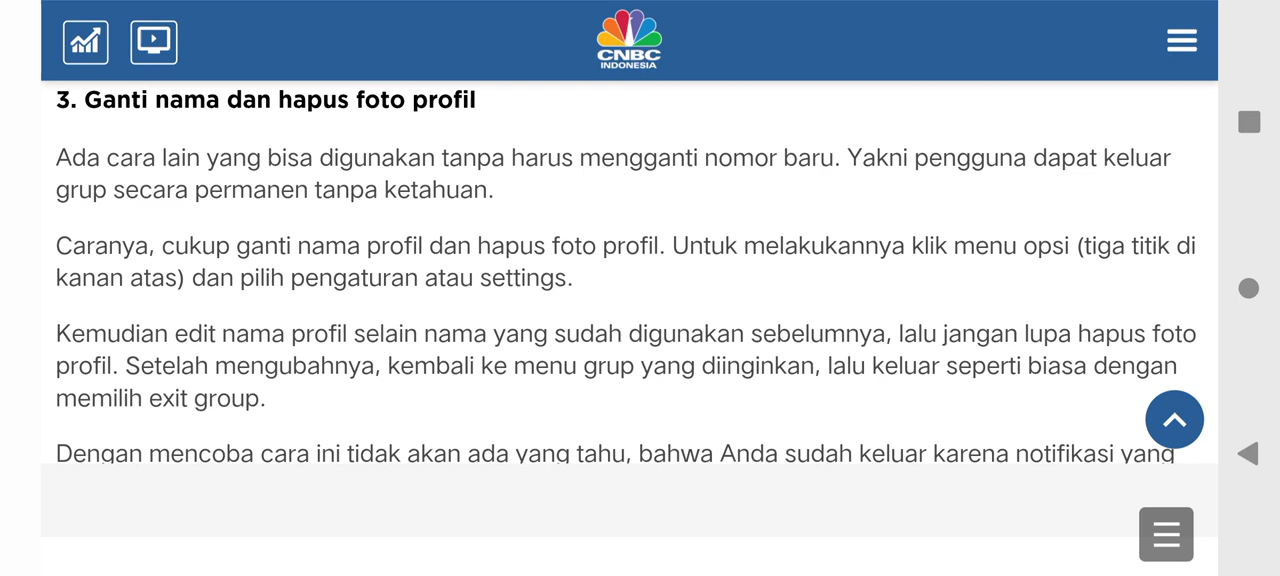 CNBC
INDONESIA
3. Ganti nama dan hapus foto profil
Ada cara lain yang bisa digunakan tanpa harus mengganti nomor baru. Yakni pengguna dapat keluar
grup secara permanen tanpa ketahuan.
Caranya, cukup ganti nama profil dan hapus foto profil. Untuk melakukannya klik menu opsi (tiga titik di
kanan atas) dan pilih pengaturan atau settings.
Kemudian edit nama profil selain nama yang sudah digunakan sebelumnya, lalu jangan lupa hapus foto
profil. Setelah mengubahnya, kembali ke menu grup yang diinginkan, lalu keluar seperti biasa dengan
memilih exit group.
Dengan mencoba cara ini tidak akan ada yang tahu, bahwa Anda sudah keluar karena notifikasi yang